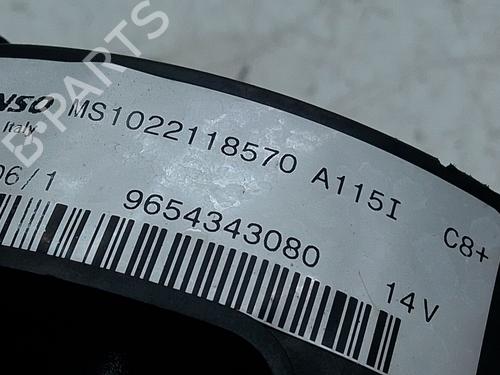 NSO MS1022118570 A115I C8+
Italy
06/1 9654343080
14V
B-PARTS